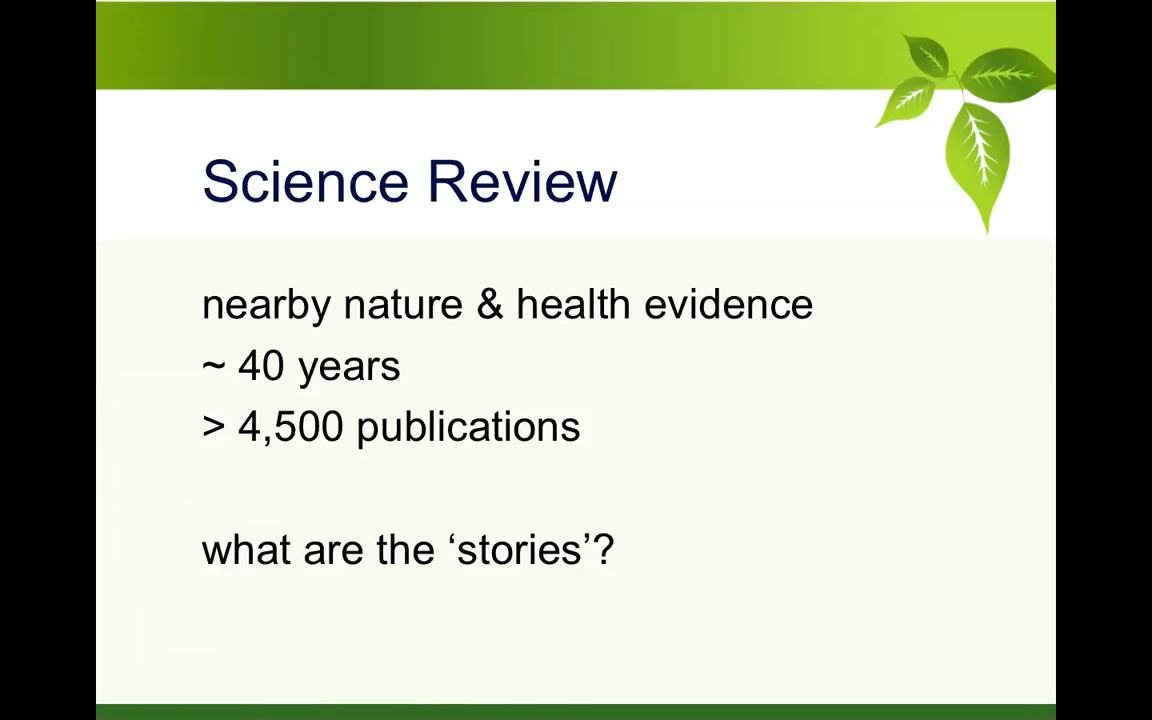 Science Review
nearby nature & health evidence
~ 40 years
> 4,500 publications
what are the ‘stories’?